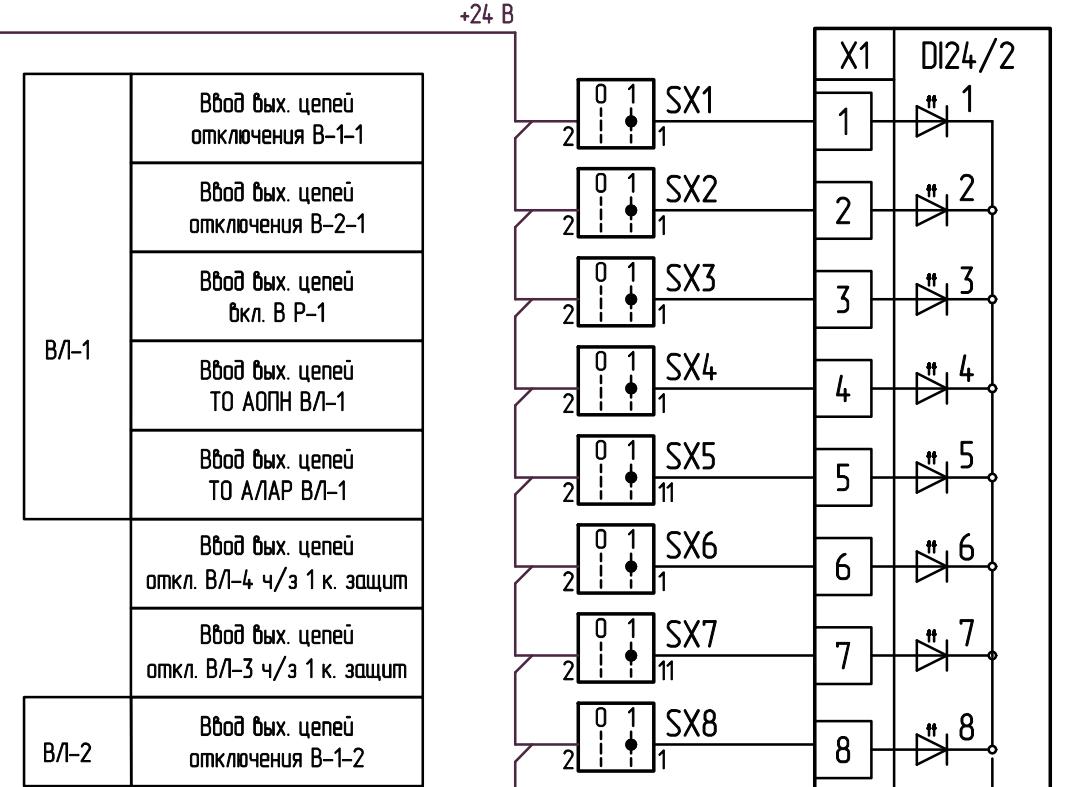 +24 В
X1
DI24/2
ВЛ-1
Ввод вых. цепей
отключения В-1-1
0 1
SX1
2
1
1
1
Ввод вых. цепей
отключения В-2-1
0 1
SX2
2
1
2
2
Ввод вых. цепей
вкл. В Р-1
0 1
SX3
2
1
3
3
Ввод вых. цепей
ТО АОПН ВЛ-1
0 1
SX4
2
1
4
4
Ввод вых. цепей
ТО АЛАР ВЛ-1
0 1
SX5
2
11
5
5
Ввод вых. цепей
откл. ВЛ-4 ч/з 1 к. защит
0 1
SX6
2
1
6
6
Ввод вых. цепей
откл. ВЛ-3 ч/з 1 к. защит
0 1
SX7
2
11
7
7
ВЛ-2
Ввод вых. цепей
отключения В-1-2
0 1
SX8
2
1
8
8